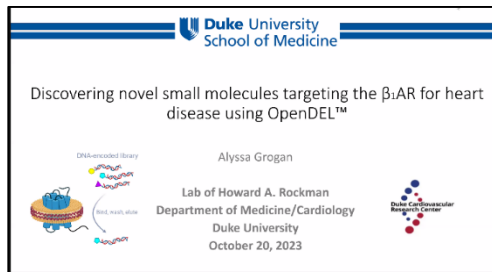 Duke University
School of Medicine
Discovering novel small molecules targeting the β₁AR for heart
disease using OpenDEL™
DNA-encoded library
Bind, wash, elute
Alyssa Grogan
Lab of Howard A. Rockman
Department of Medicine/Cardiology
Duke University
October 20, 2023
Duke Cardiovascular
Research Center